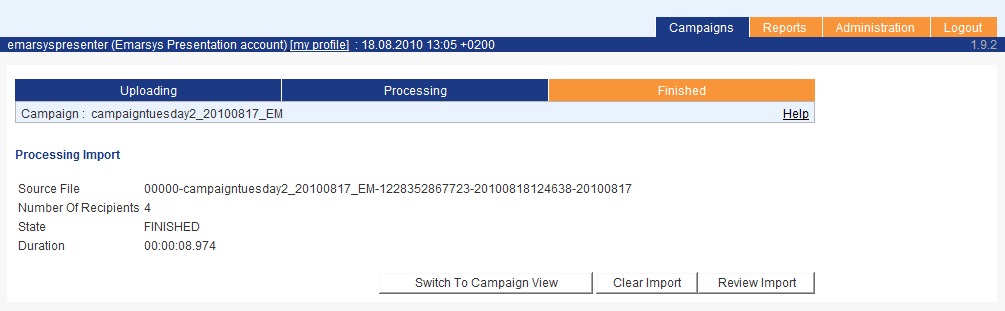 Campaigns Reports Administration Logout
emarsyspresenter (Emarsys Presentation account) [my profile] : 18.08.2010 13:05 +0200 1.9.2
Uploading Processing Finished
Campaign : campaigntuesday2_20100817_EM Help
Processing Import
Source File 00000-campaigntuesday2_20100817_EM-1228352867723-20100818124638-20100817
Number Of Recipients 4
State FINISHED
Duration 00:00:08.974
Switch To Campaign View Clear Import Review Import